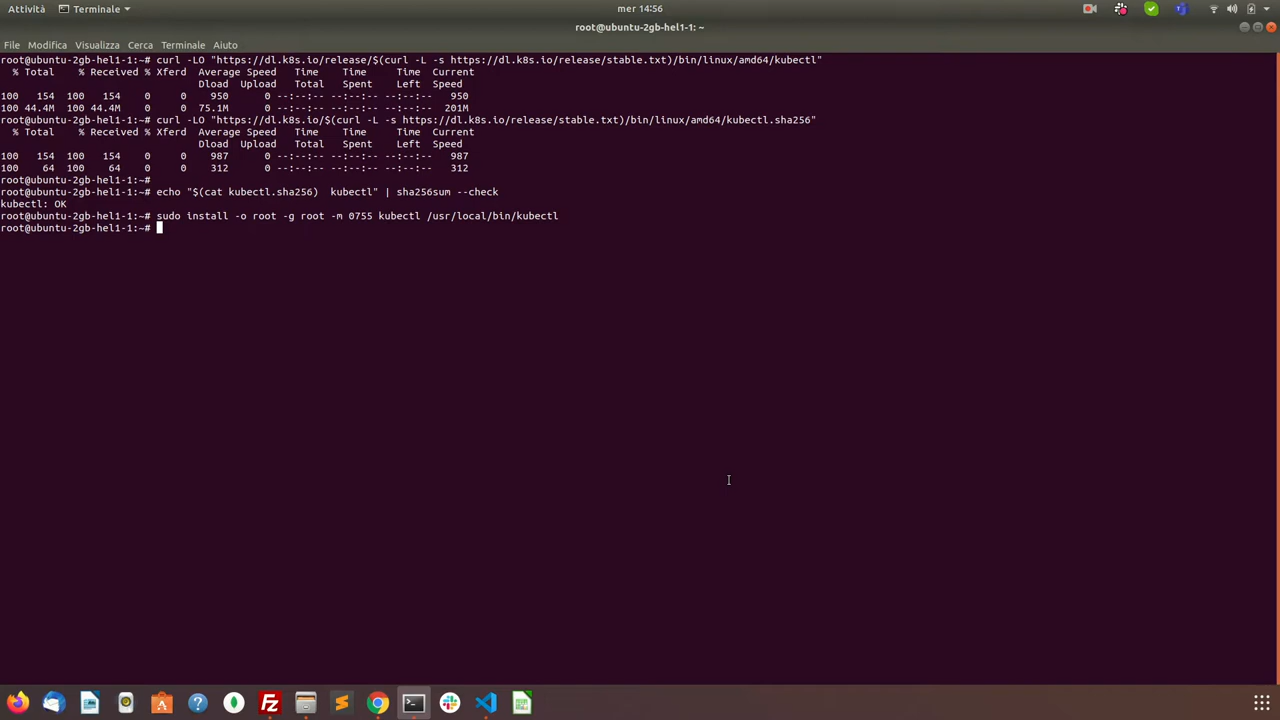 Attività Terminale mer 14:56
root@ubuntu-2gb-hel1-1: ~
File Modifica Visualizza Cerca Terminale Aiuto
root@ubuntu-2gb-hel1-1:~# curl -LO "https://dl.k8s.io/release/$(curl -L -s https://dl.k8s.io/release/stable.txt)/bin/linux/amd64/kubectl"
% Total % Received % Xferd Average Speed Time Time Time Current
Dload Upload Total Spent Left Speed
100 154 100 154 0 0 950 0 --:--:-- --:--:-- --:--:-- 950
100 44.4M 100 44.4M 0 0 75.1M 0 --:--:-- --:--:-- --:--:-- 201M
root@ubuntu-2gb-hel1-1:~# curl -LO "https://dl.k8s.io/$(curl -L -s https://dl.k8s.io/release/stable.txt)/bin/linux/amd64/kubectl.sha256"
% Total % Received % Xferd Average Speed Time Time Time Current
Dload Upload Total Spent Left Speed
100 154 100 154 0 0 987 0 --:--:-- --:--:-- --:--:-- 987
100 64 100 64 0 0 312 0 --:--:-- --:--:-- --:--:-- 312
root@ubuntu-2gb-hel1-1:~#
root@ubuntu-2gb-hel1-1:~# echo "$(cat kubectl.sha256)  kubectl" | sha256sum --check
kubectl: OK
root@ubuntu-2gb-hel1-1:~# sudo install -o root -g root -m 0755 kubectl /usr/local/bin/kubectl
root@ubuntu-2gb-hel1-1:~#